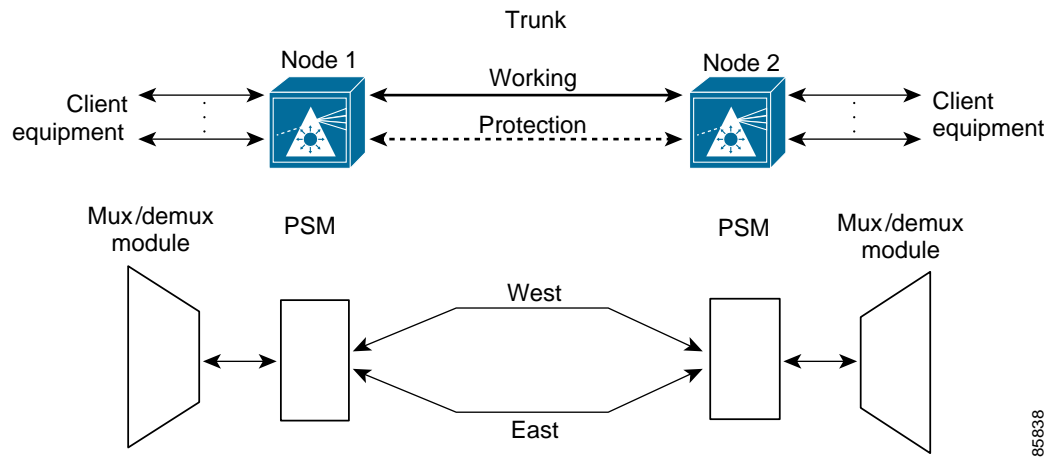 Trunk
Node 1
Working
Node 2
Client
equipment
Protection
Client
equipment
Mux/demux
module
PSM
PSM
Mux/demux
module
West
East
85838